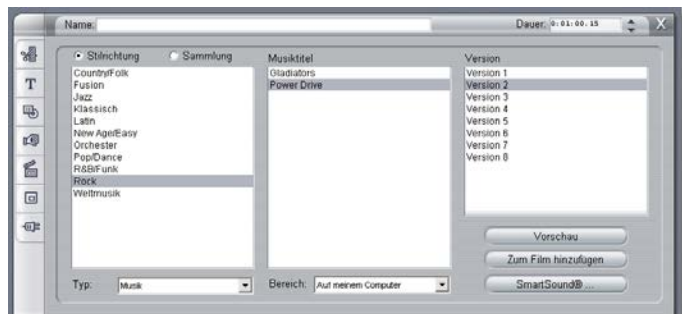 Name:
Dauer: 0:01:00.15
X
Stilrichtung
Sammlung
Country/Folk
Fusion
Jazz
Klassisch
Latin
New Age/Easy
Orchester
Pop/Dance
R&B/Funk
Rock
Weltmusik
Musiktitel
Gladiators
Power Drive
Version
Version 1
Version 2
Version 3
Version 4
Version 5
Version 6
Version 7
Version 8
Vorschau
Zum Film hinzufügen
SmartSound® ...
Typ: Musik
Bereich: Auf meinem Computer
T